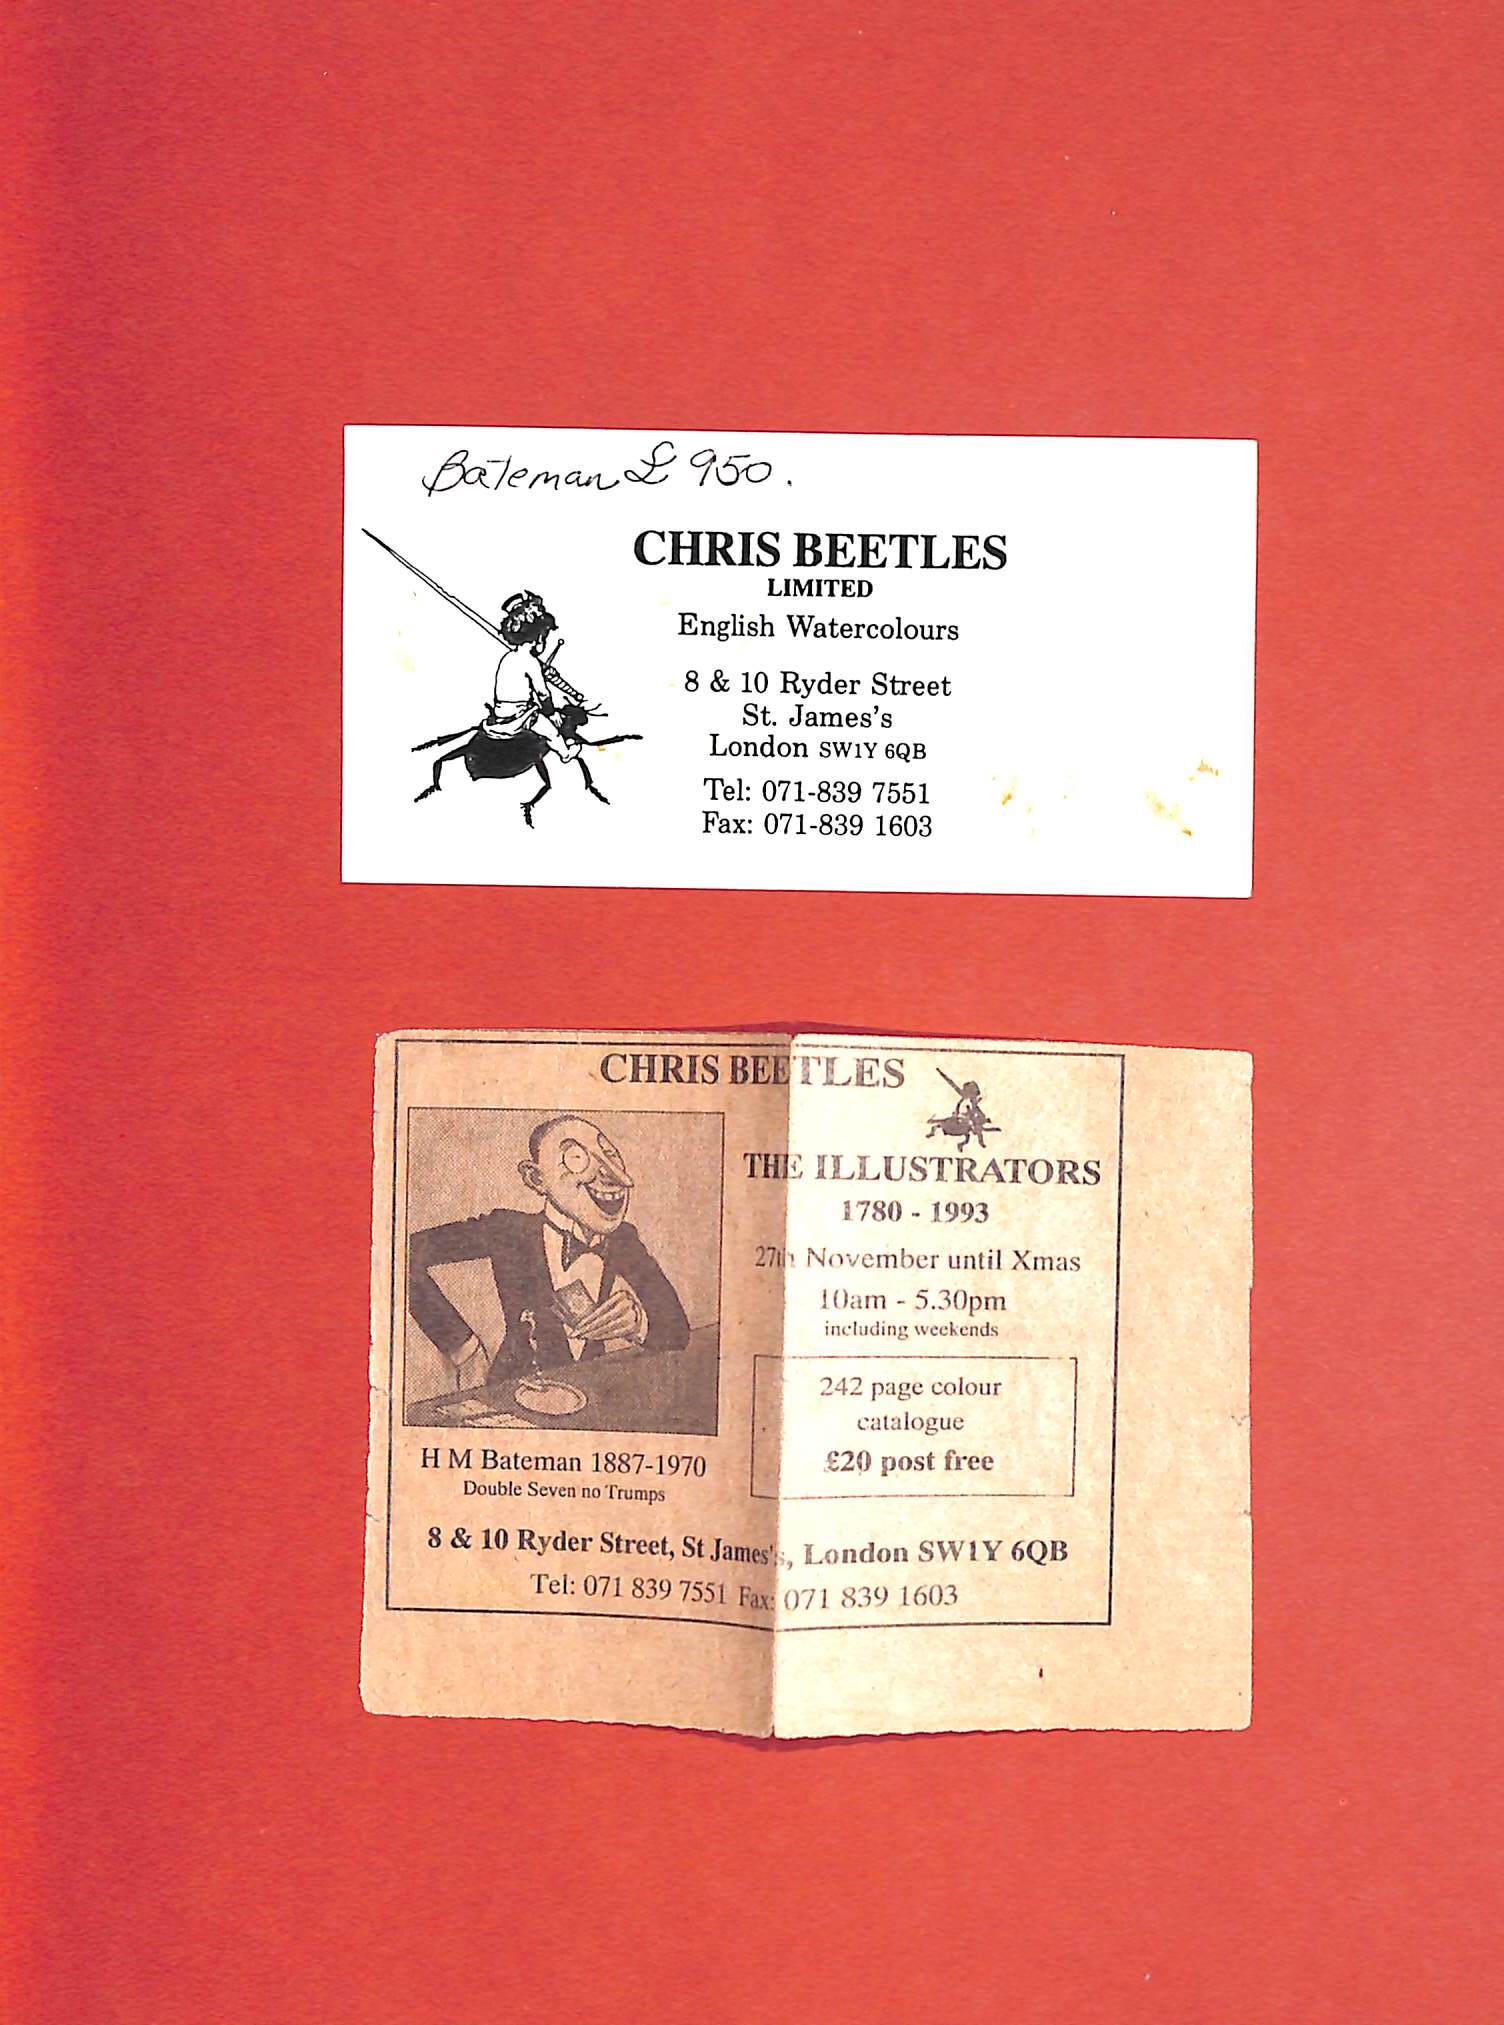 Bateman £ 950.
CHRIS BEETLES
LIMITED
English Watercolours
8 & 10 Ryder Street
St. James's
London SW1Y 6QB
Tel: 071-839 7551
Fax: 071-839 1603
CHRIS BEETLES
THE ILLUSTRATORS
1780 - 1993
27th November until Xmas
10am - 5.30pm
including weekends
242 page colour
catalogue
£20 post free
H M Bateman 1887-1970
Double Seven no Trumps
8 & 10 Ryder Street, St James's, London SW1Y 6QB
Tel: 071 839 7551 Fax: 071 839 1603